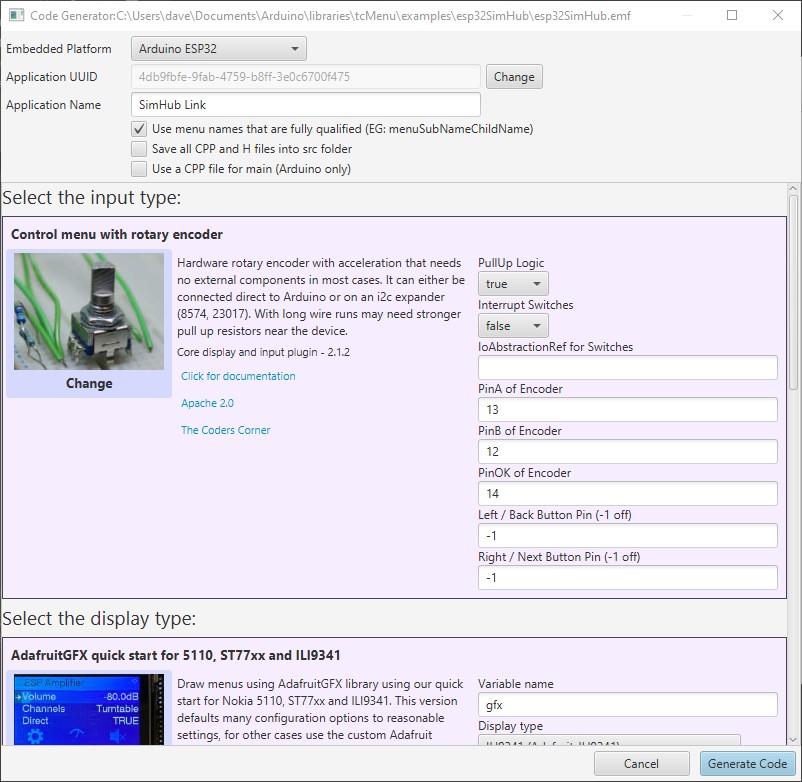 Code Generator:C:\Users\dave\Documents\Arduino\libraries\tcMenu\examples\esp32SimHub\esp32SimHub.emf
Embedded Platform
Arduino ESP32
Application UUID
4db9fbfe-9fab-4759-b8ff-3e0c6700f475
Change
Application Name
SimHub Link
Use menu names that are fully qualified (EG: menuSubNameChildName)
Save all CPP and H files into src folder
Use a CPP file for main (Arduino only)
Select the input type:
Control menu with rotary encoder
Change
Hardware rotary encoder with acceleration that needs
no external components in most cases. It can either be
connected direct to Arduino or on an i2c expander
(8574, 23017). With long wire runs may need stronger
pull up resistors near the device.
Core display and input plugin - 2.1.2
Click for documentation
Apache 2.0
The Coders Corner
PullUp Logic
true
Interrupt Switches
false
IoAbstractionRef for Switches
PinA of Encoder
13
PinB of Encoder
12
PinOK of Encoder
14
Left / Back Button Pin (-1 off)
-1
Right / Next Button Pin (-1 off)
-1
Select the display type:
AdafruitGFX quick start for 5110, ST77xx and ILI9341
ESP Amplifier
Volume -80.0dB
Channels Turntable
Direct TRUE
Draw menus using AdafruitGFX library using our quick
start for Nokia 5110, ST77xx and ILI9341. This version
defaults many configuration options to reasonable
settings, for other cases use the custom Adafruit
Variable name
gfx
Display type
ILI9341 (Adafruit_ILI9341)
Cancel
Generate Code